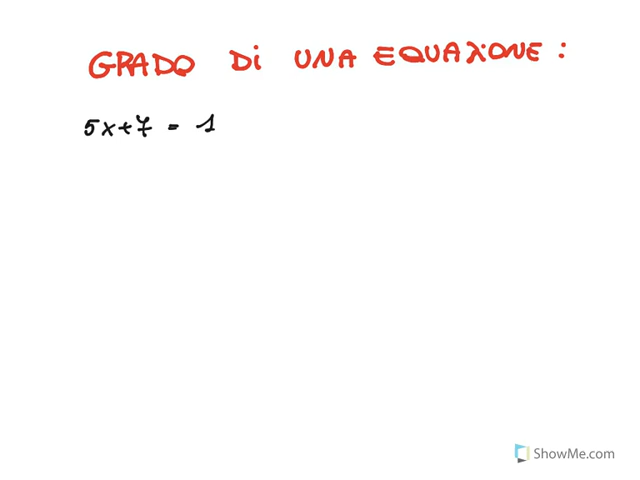 GRADO DI UNA EQUAZIONE:
5x+7 = 1
ShowMe.com